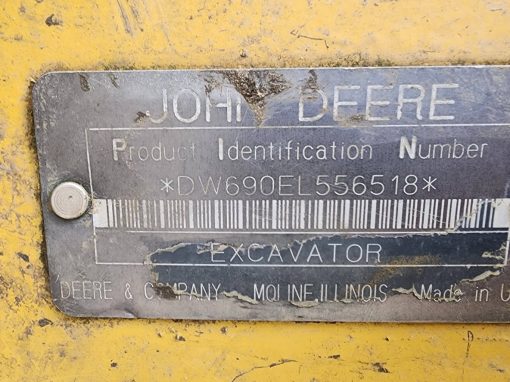 JOHN DEERE
Product Identification Number
*DW690EL556518*
EXCAVATOR
DEERE & COMPANY MOLINE, ILLINOIS Made in U